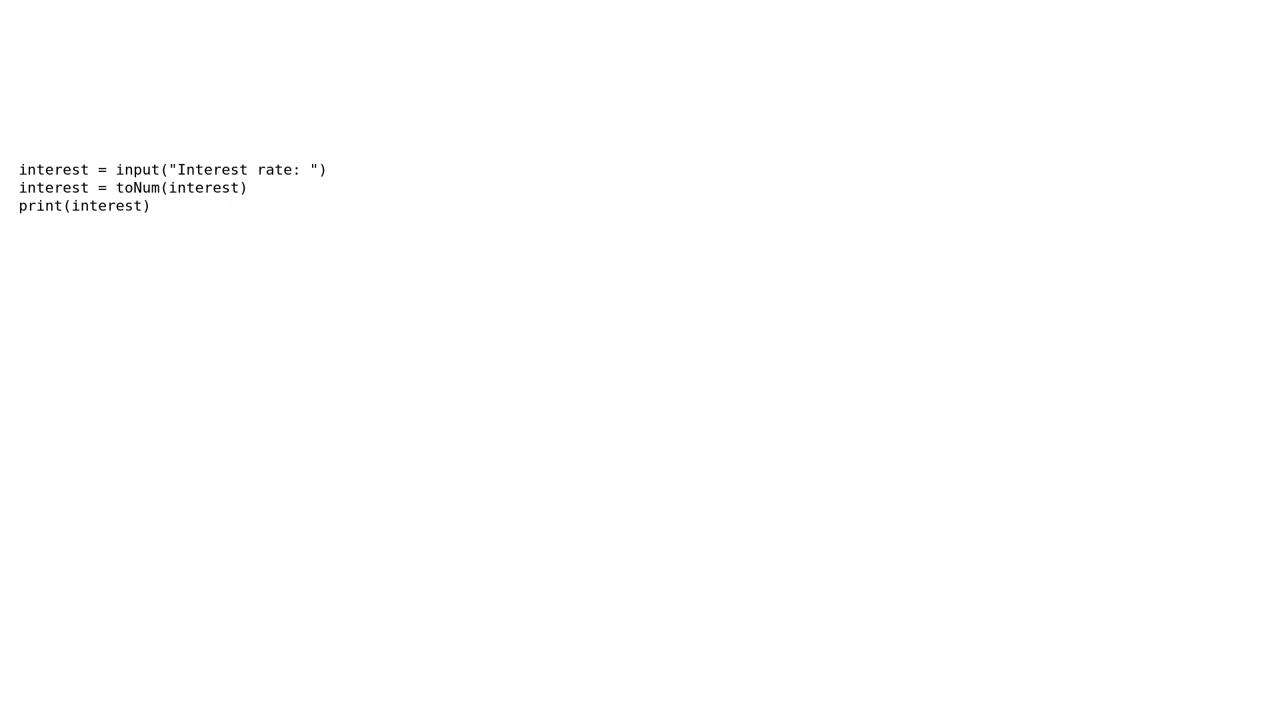 interest = input("Interest rate: ")
interest = toNum(interest)
print(interest)